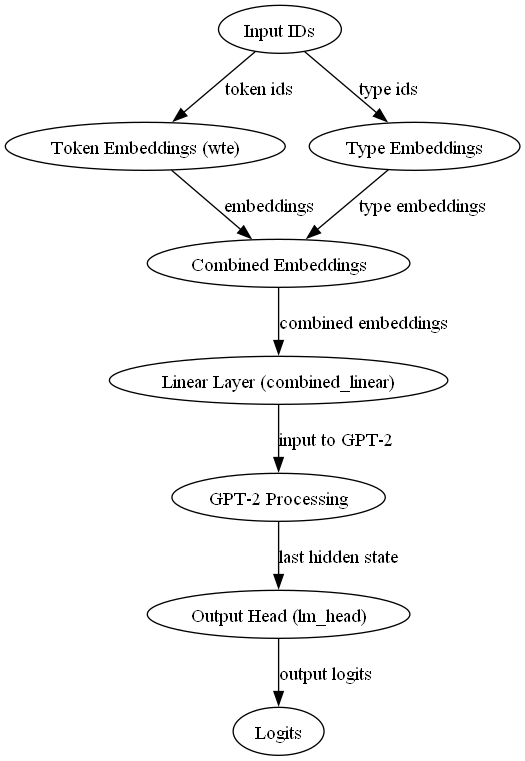 Input IDs
token ids
type ids
Token Embeddings (wte)
Type Embeddings
embeddings
type embeddings
Combined Embeddings
combined embeddings
Linear Layer (combined_linear)
input to GPT-2
GPT-2 Processing
last hidden state
Output Head (lm_head)
output logits
Logits